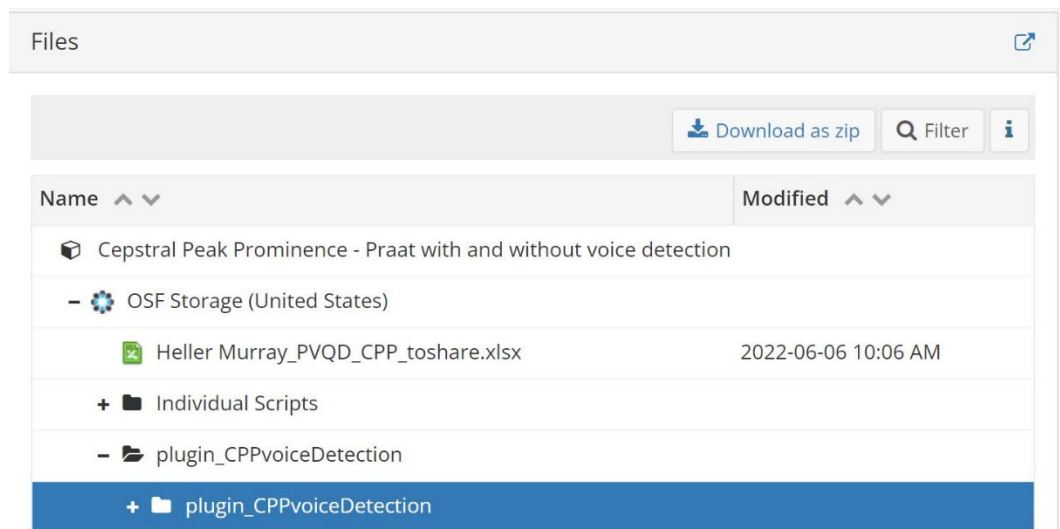 Files
Download as zip
Filter
i
Name
Modified
Cepstral Peak Prominence - Praat with and without voice detection
– OSF Storage (United States)
Heller Murray_PVQD_CPP_toshare.xlsx 2022-06-06 10:06 AM
+ Individual Scripts
– plugin_CPPvoiceDetection
+ plugin_CPPvoiceDetection